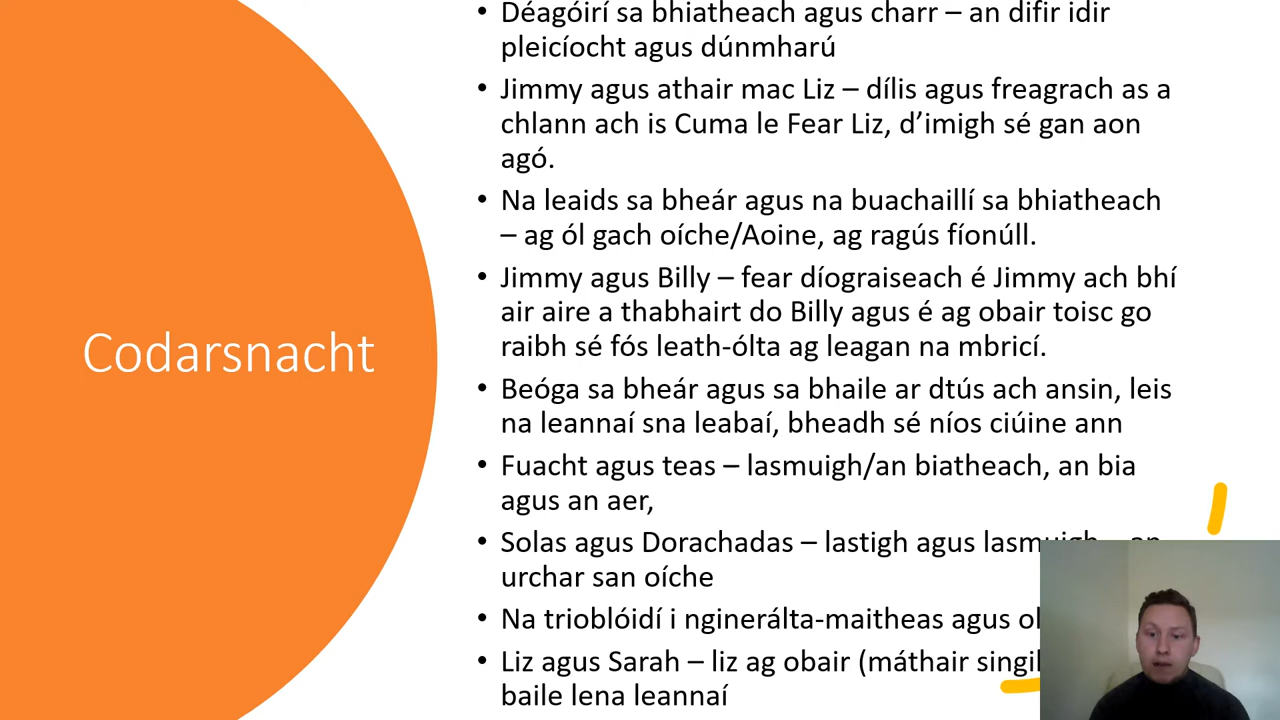 Codarsnacht
• Déagóirí sa bhiatheach agus charr – an difir idir
pleicíocht agus dúnmharú
• Jimmy agus athair mac Liz – dílis agus freagrach as a
chlann ach is Cuma le Fear Liz, d’imigh sé gan aon
agó.
• Na leaids sa bheár agus na buachaillí sa bhiatheach
– ag ól gach oíche/Aoine, ag ragús fíonúll.
• Jimmy agus Billy – fear díograiseach é Jimmy ach bhí
air aire a thabhairt do Billy agus é ag obair toisc go
raibh sé fós leath-ólta ag leagan na mbricí.
• Beóga sa bheár agus sa bhaile ar dtús ach ansin, leis
na leannaí sna leabaí, bheadh sé níos ciúine ann
• Fuacht agus teas – lasmuigh/an biatheach, an bia
agus an aer,
• Solas agus Dorachadas – lastigh agus lasmuigh – an
urchar san oíche
• Na trioblóidí i nginerálta-maitheas agus
• Liz agus Sarah – liz ag obair (máthair
baile lena leannaí